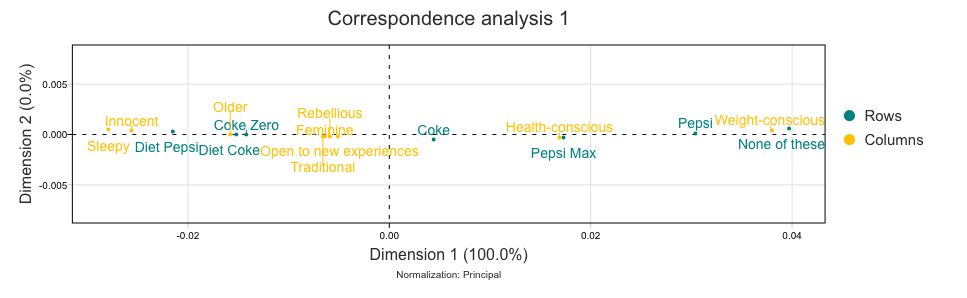 Correspondence analysis 1
Dimension 2 (0.0%)
0.005
0.000
-0.005
Older
Innocent
Coke Zero
Rebellious
Feminine
Coke
Health-conscious
Pepsi
Weight-conscious
Sleepy
Diet Pepsi
Diet Coke
Open to new experiences
Traditional
Pepsi Max
None of these
Rows
Columns
-0.02
0.00
0.02
0.04
Dimension 1 (100.0%)
Normalization: Principal